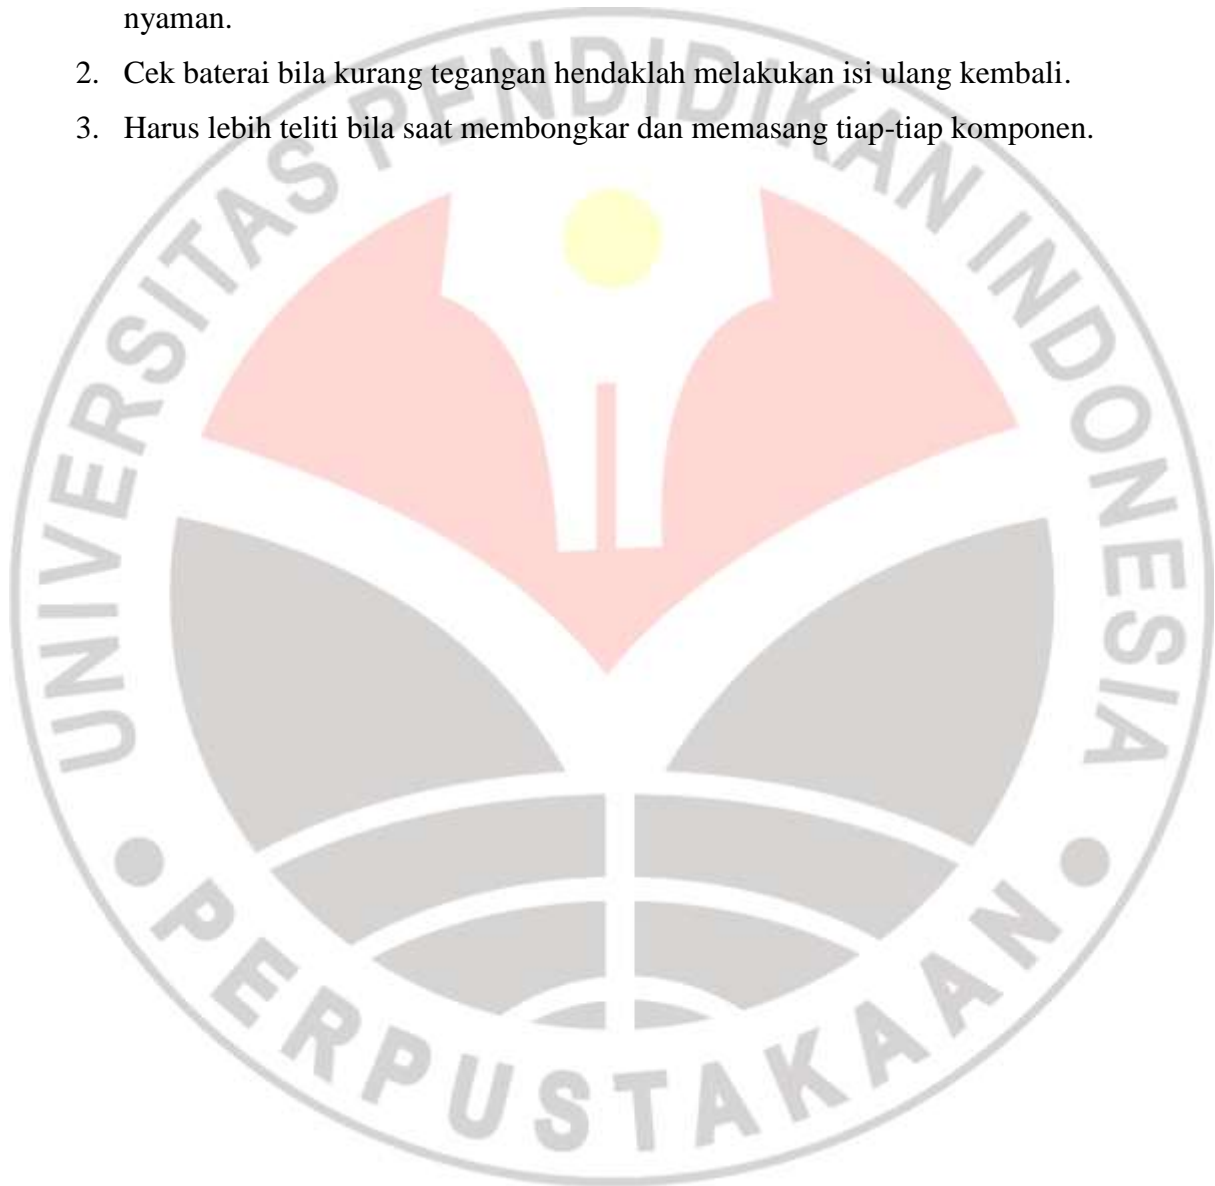 nyaman.
2. Cek baterai bila kurang tegangan hendaklah melakukan isi ulang kembali.
3. Harus lebih teliti bila saat membongkar dan memasang tiap-tiap komponen.
UNIVERSITAS PENDIDIKAN INDONESIA
PERPUSTAKAAN